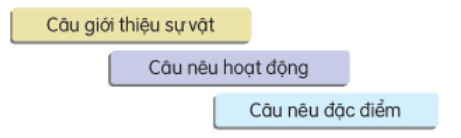 Câu giới thiệu sự vật
Câu nêu hoạt động
Câu nêu đặc điểm